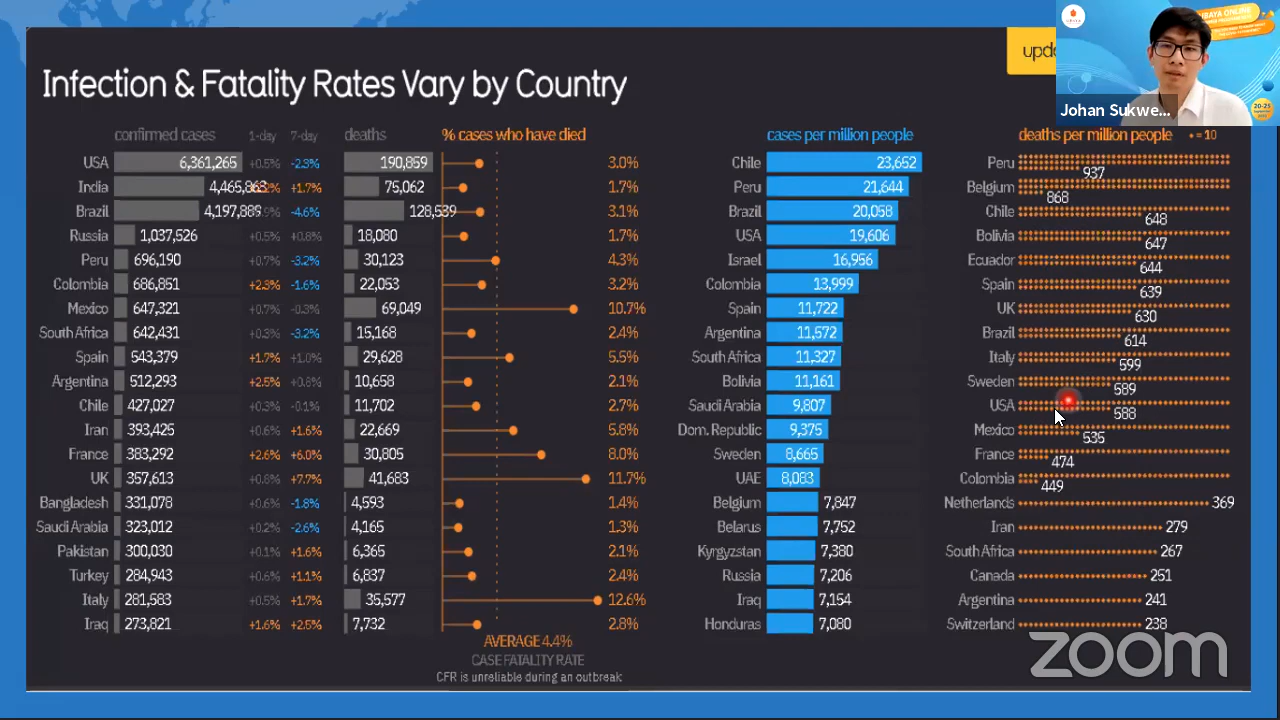 upd
UBAYA ONLINE
Johan Sukwe...
20-25
Infection & Fatality Rates Vary by Country
confirmed cases 1-day 7-day deaths % cases who have died cases per million people deaths per million people • = 10
USA 6,361,265 +0.5% -2.3% 190,859 3.0% Chile 23,652 Peru 937
India 4,465,863 +1.7% 75,062 1.7% Peru 21,644 Belgium 868
Brazil 4,197,889 -4.6% 128,539 3.1% Brazil 20,058 Chile 648
Russia 1,037,526 +0.5% +0.8% 18,080 1.7% USA 19,606 Bolivia 647
Peru 696,190 +0.7% -3.2% 30,123 4.3% Israel 16,956 Ecuador 644
Colombia 686,851 +2.3% -1.6% 22,053 3.2% Colombia 13,999 Spain 639
Mexico 647,321 +0.7% -0.3% 69,049 10.7% Spain 11,722 UK 630
South Africa 642,431 +0.3% -3.2% 15,168 2.4% Argentina 11,572 Brazil 614
Spain 543,379 +1.7% +1.0% 29,628 5.5% South Africa 11,327 Italy 599
Argentina 512,293 +2.5% +0.8% 10,658 2.1% Bolivia 11,161 Sweden 589
Chile 427,027 +0.3% -0.1% 11,702 2.7% Saudi Arabia 9,807 USA 588
Iran 393,425 +0.6% +1.6% 22,669 5.8% Dom. Republic 9,375 Mexico 535
France 383,292 +2.6% +6.0% 30,805 8.0% Sweden 8,665 France 474
UK 357,613 +0.8% +7.7% 41,683 11.7% UAE 8,083 Colombia 449
Bangladesh 331,078 +0.6% -1.8% 4,593 1.4% Belgium 7,847 Netherlands 369
Saudi Arabia 323,012 +0.2% -2.6% 4,165 1.3% Belarus 7,752 Iran 279
Pakistan 300,030 +0.1% +1.6% 6,365 2.1% Kyrgyzstan 7,380 South Africa 267
Turkey 284,943 +0.6% +1.1% 6,837 2.4% Russia 7,206 Canada 251
Italy 281,583 +0.5% +1.7% 35,577 12.6% Iraq 7,154 Argentina 241
Iraq 273,821 +1.6% +2.5% 7,732 2.8% Honduras 7,080 Switzerland 238
AVERAGE 4.4%
CASE FATALITY RATE
CFR is unreliable during an outbreak
zoom